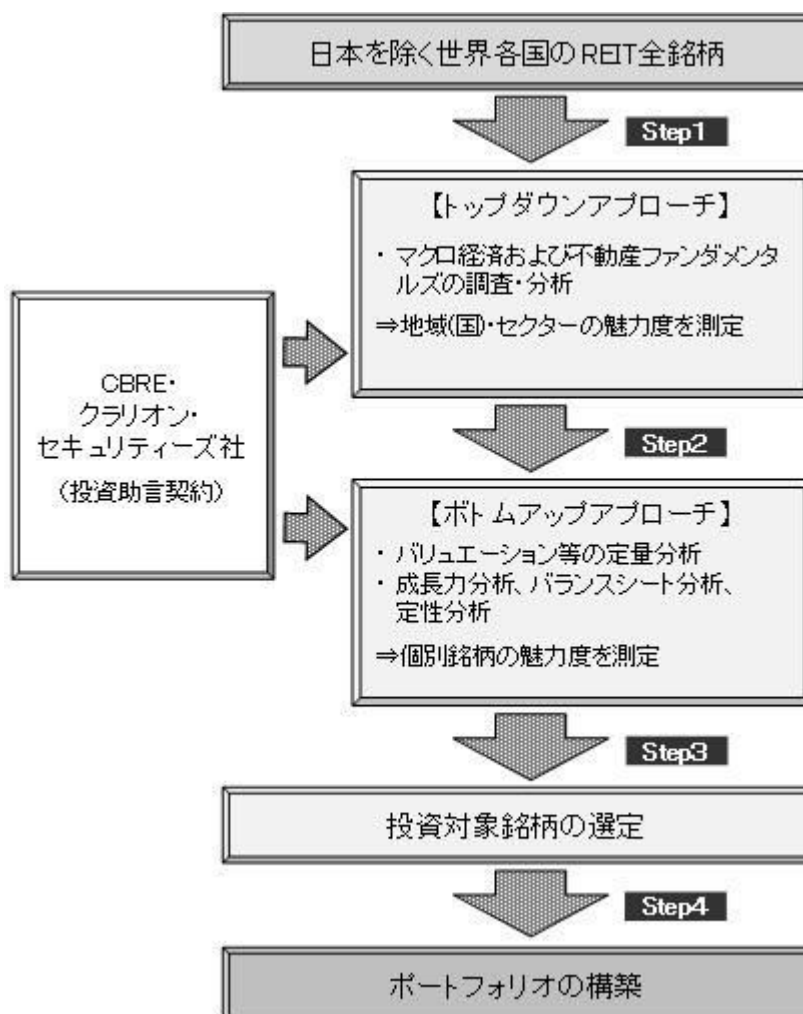 日本を除く世界各国のREIT全銘柄
Step1
【トップダウンアプローチ】
・ マクロ経済および不動産ファンダメンタ
ルズの調査・分析
⇒地域(国)・セクターの魅力度を測定
CBRE・
クラリオン・
セキュリティーズ社
（投資助言契約）
Step2
【ボトムアップアプローチ】
・ バリュエーション等の定量分析
・ 成長力分析、バランスシート分析、
定性分析
⇒個別銘柄の魅力度を測定
Step3
投資対象銘柄の選定
Step4
ポートフォリオの構築